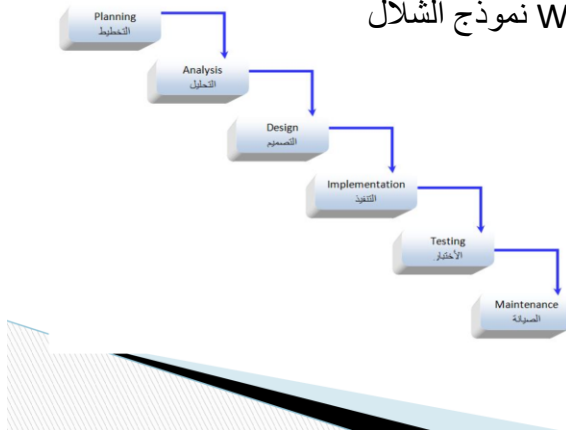 W نموذج الشلال
Planning
التخطيط
Analysis
التحليل
Design
التصميم
Implementation
التنفيذ
Testing
الأختبار
Maintenance
الصيانة